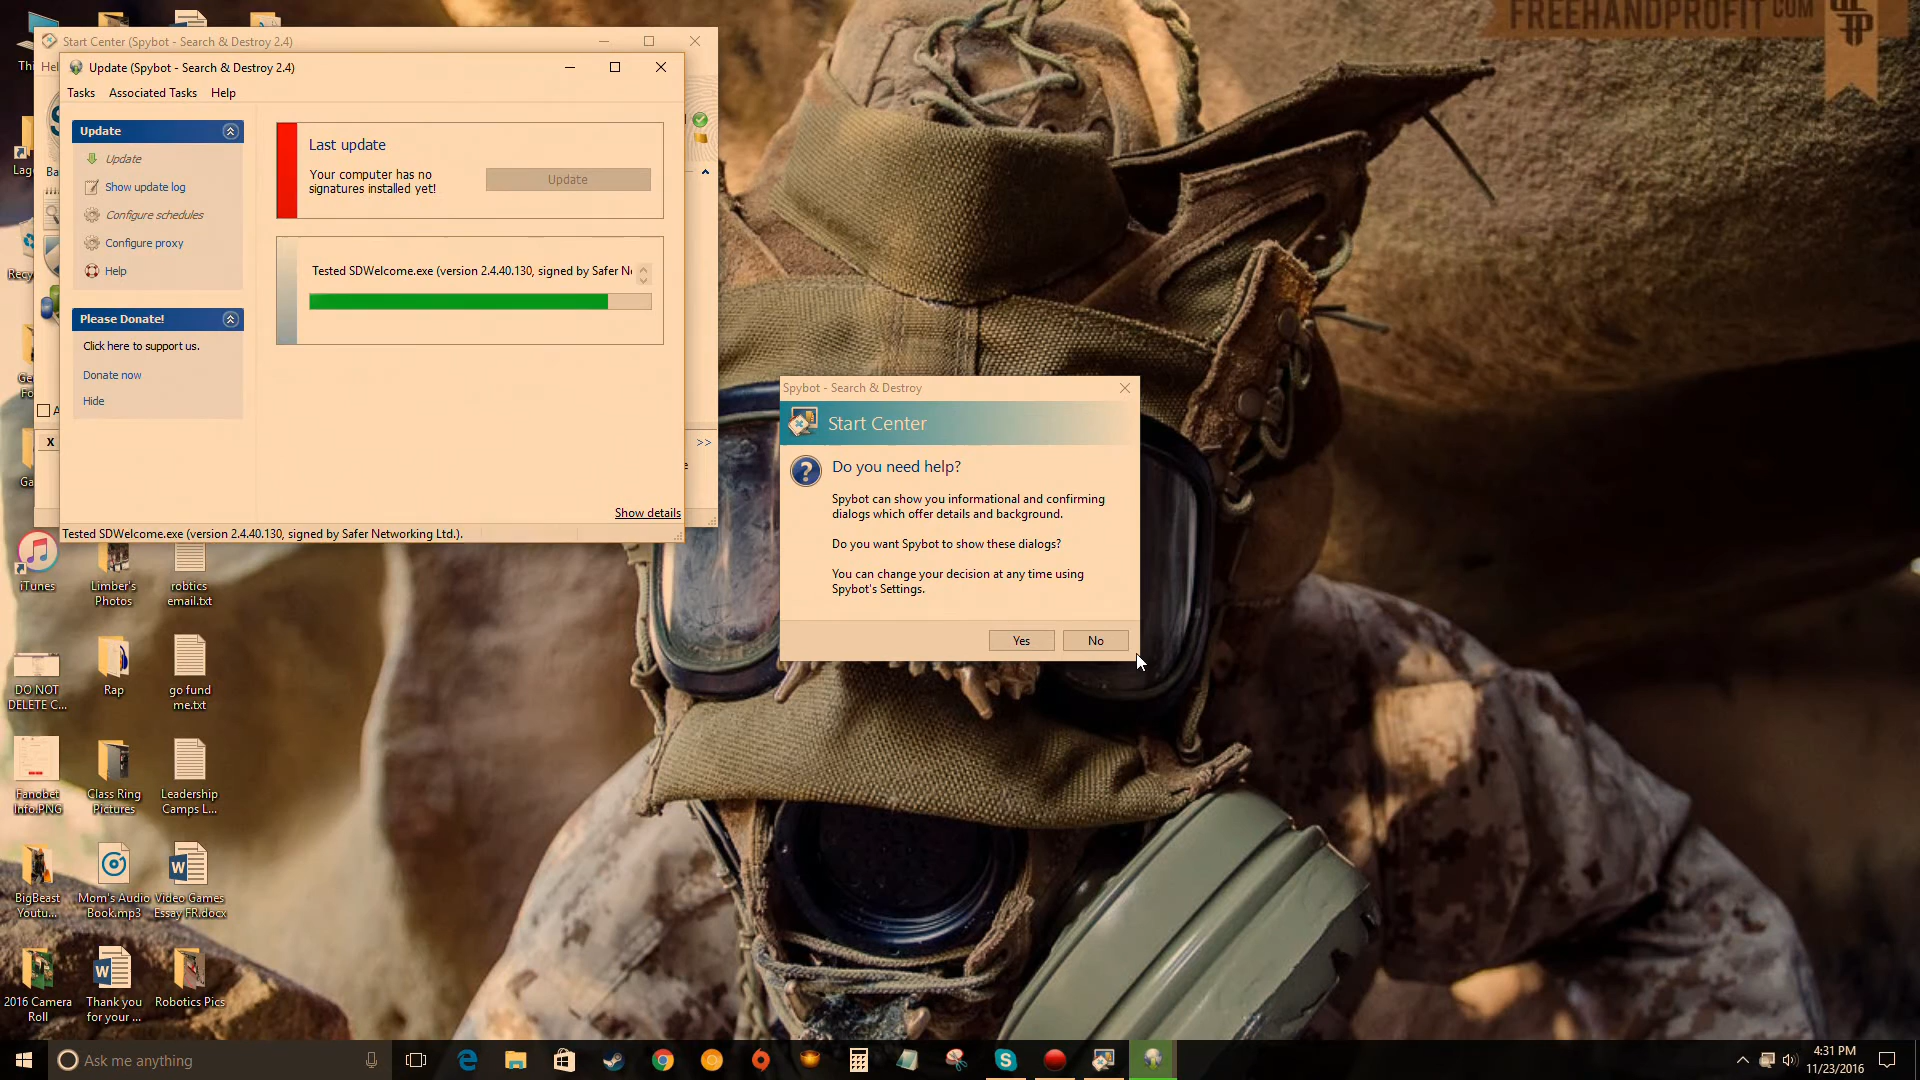 FREEHANDPROFIT.COM
Start Center (Spybot - Search & Destroy 2.4)
Update (Spybot - Search & Destroy 2.4)
Tasks Associated Tasks Help
Update
Update
Show update log
Configure schedules
Configure proxy
Help
Please Donate!
Click here to support us.
Donate now
Hide
Last update
Your computer has no
signatures installed yet!
Update
Tested SDWelcome.exe (version 2.4.40.130, signed by Safer N
Show details
Tested SDWelcome.exe (version 2.4.40.130, signed by Safer Networking Ltd.).
X
>>
Spybot - Search & Destroy
Start Center
Do you need help?
Spybot can show you informational and confirming
dialogs which offer details and background.
Do you want Spybot to show these dialogs?
You can change your decision at any time using
Spybot's Settings.
Yes No
iTunes
Limber's
Photos
robtics
email.txt
DO NOT
DELETE C...
Rap
go fund
me.txt
Fanobet
Info.PNG
Class Ring
Pictures
Leadership
Camps L...
BigBeast
Youtu...
Mom's Audio
Book.mp3
Video Games
Essay FR.docx
2016 Camera
Roll
Thank you
for your ...
Robotics Pics
Ask me anything
4:31 PM
11/23/2016